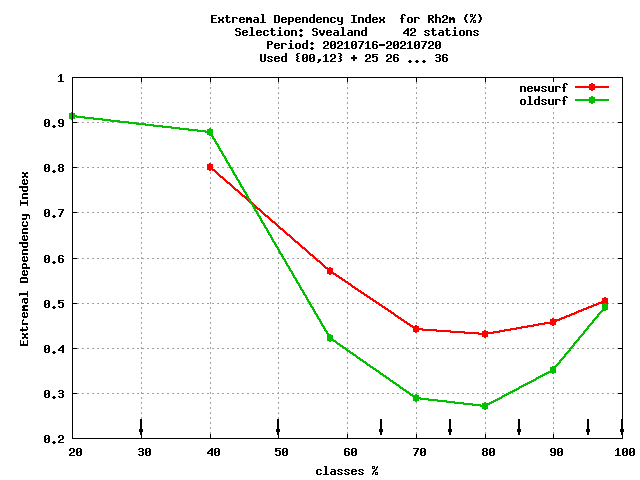 Extremal Dependency Index  for Rh2m (%)
Selection: Svealand     42 stations
Period: 20210716-20210720
Used {00,12} + 25 26 ... 36
newsurf
oldsurf
Extremal Dependency Index
1
0.9
0.8
0.7
0.6
0.5
0.4
0.3
0.2
20 30 40 50 60 70 80 90 100
classes %